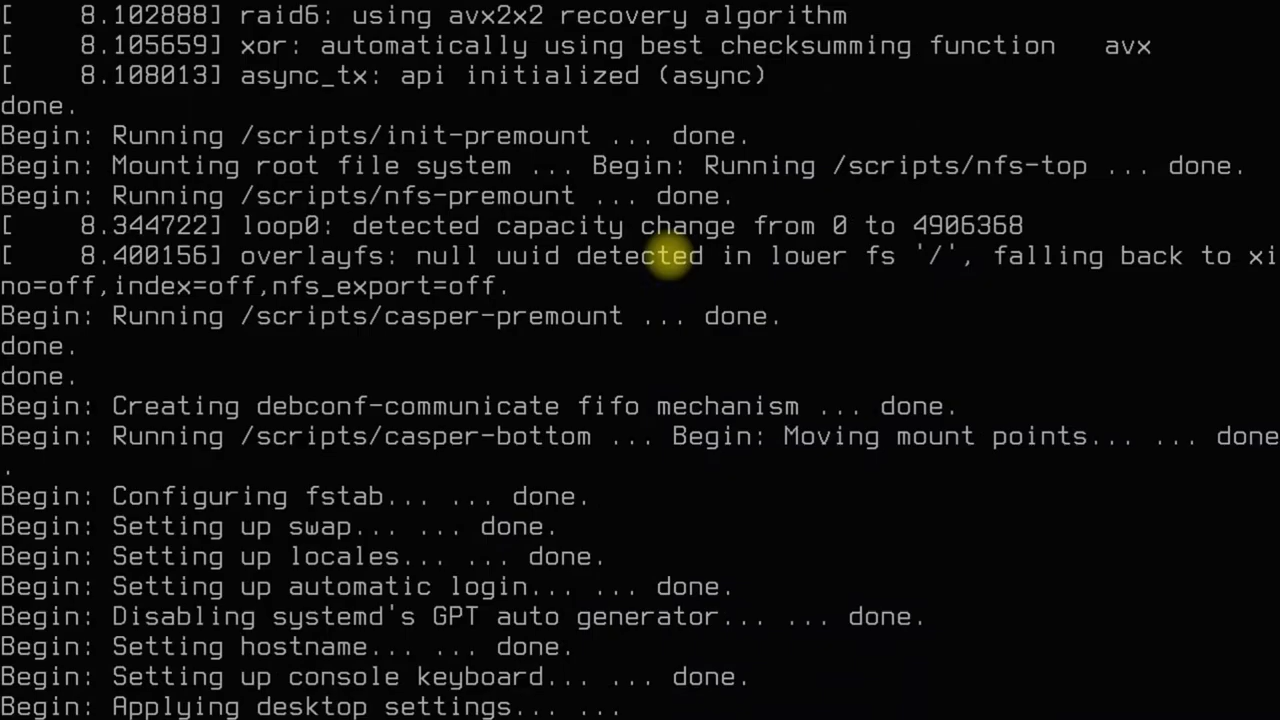 [    8.102888] raid6: using avx2x2 recovery algorithm
[    8.105659] xor: automatically using best checksumming function   avx
[    8.108013] async_tx: api initialized (async)
done.
Begin: Running /scripts/init-premount ... done.
Begin: Mounting root file system ... Begin: Running /scripts/nfs-top ... done.
Begin: Running /scripts/nfs-premount ... done.
[    8.344722] loop0: detected capacity change from 0 to 4906368
[    8.400156] overlayfs: null uuid detected in lower fs '/', falling back to xi
no=off,index=off,nfs_export=off.
Begin: Running /scripts/casper-premount ... done.
done.
done.
Begin: Creating debconf-communicate fifo mechanism ... done.
Begin: Running /scripts/casper-bottom ... Begin: Moving mount points... ... done
.
Begin: Configuring fstab... ... done.
Begin: Setting up swap... ... done.
Begin: Setting up locales... ... done.
Begin: Setting up automatic login... ... done.
Begin: Disabling systemd's GPT auto generator... ... done.
Begin: Setting hostname... ... done.
Begin: Setting up console keyboard... ... done.
Begin: Applying desktop settings... ...